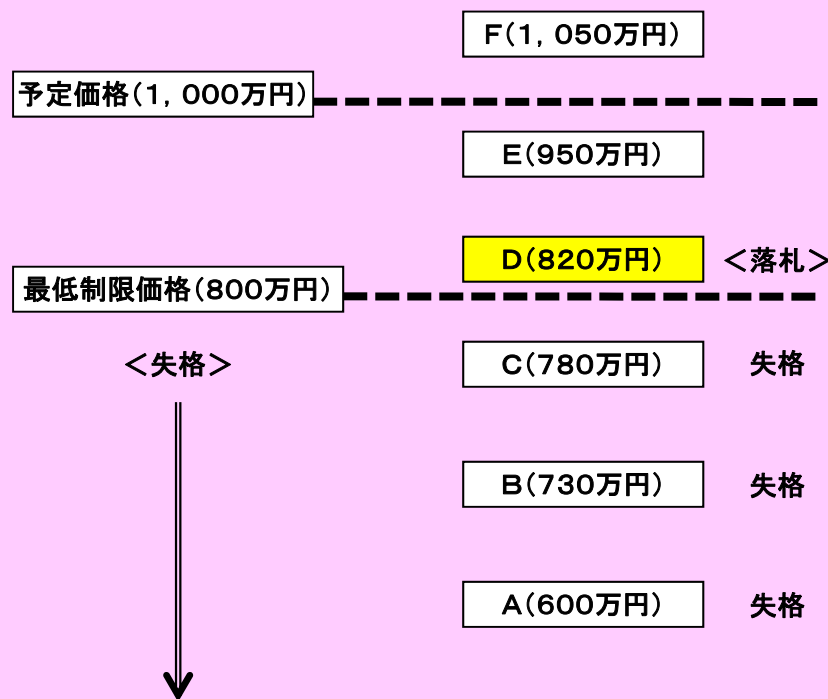 F(1,050万円)
予定価格(1,000万円)
E(950万円)
D(820万円) <落札>
最低制限価格(800万円)
<失格> C(780万円) 失格
B(730万円) 失格
A(600万円) 失格